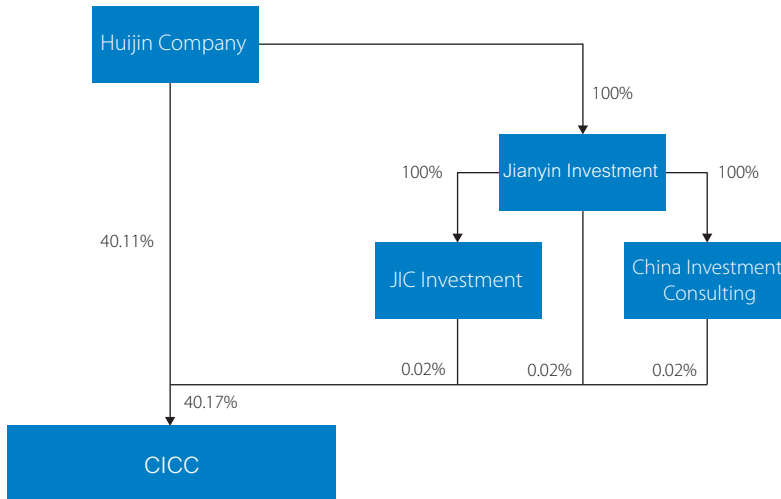 Huijin Company
100%
Jianyin Investment
100%
100%
40.11%
JIC Investment
China Investment
Consulting
0.02%
0.02%
0.02%
40.17%
CICC